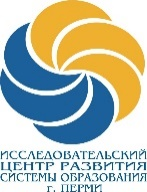 ИССЛЕДОВАТЕЛЬСКИЙ
ЦЕНТР РАЗВИТИЯ
СИСТЕМЫ ОБРАЗОВАНИЯ
г. ПЕРМИ